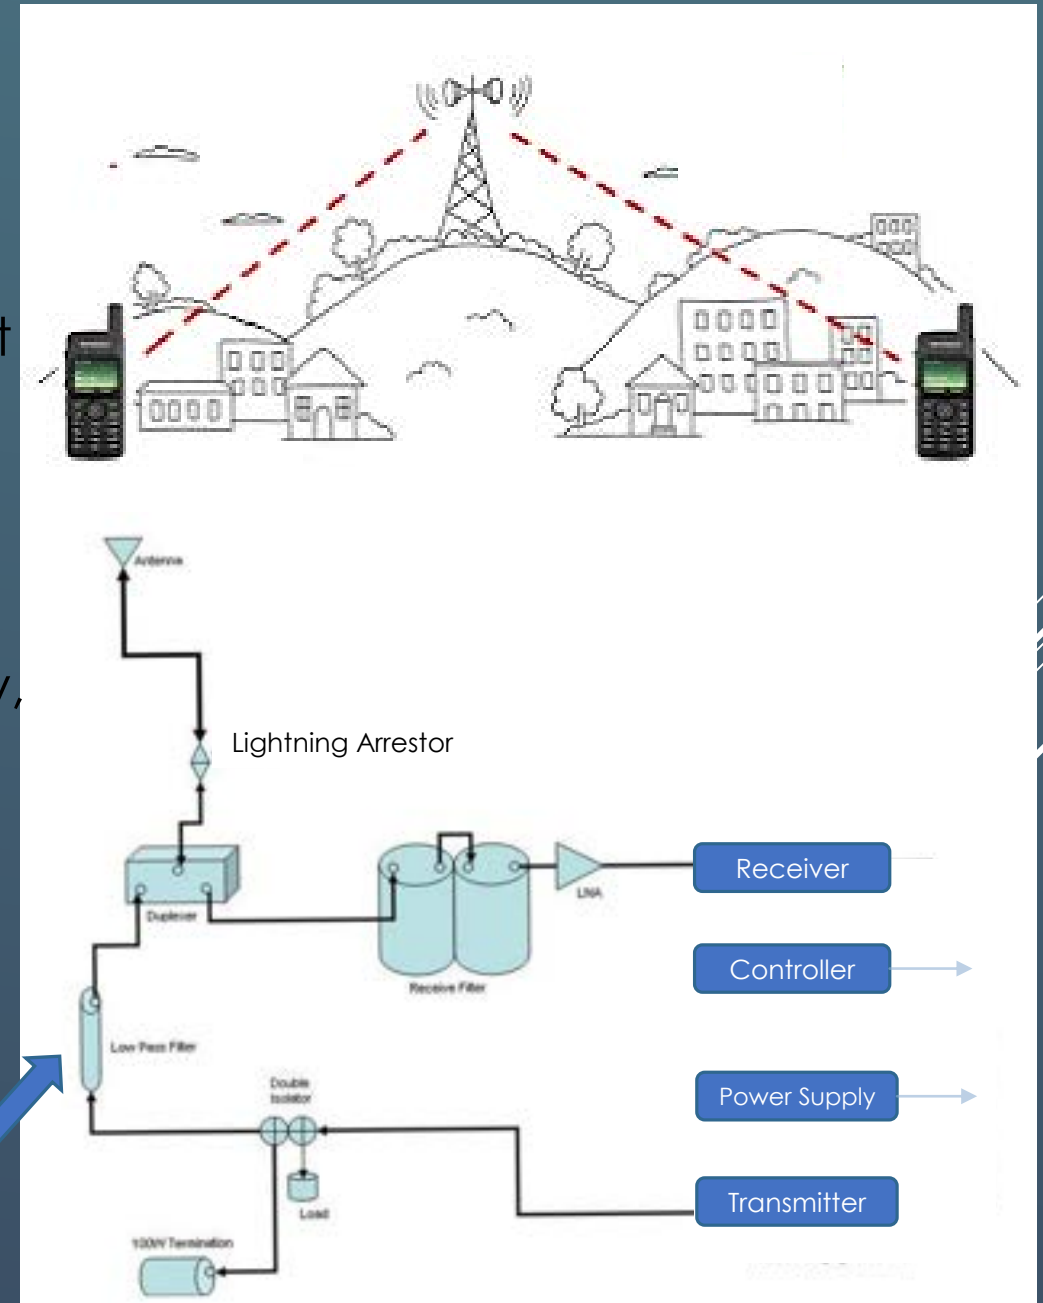 t
y,
Antenna
Lightning Arrestor
Duplexer
Receive Filter
LNA
Receiver
Controller
Low Pass Filter
Double
Isolator
Power Supply
Load
Transmitter
100W Termination